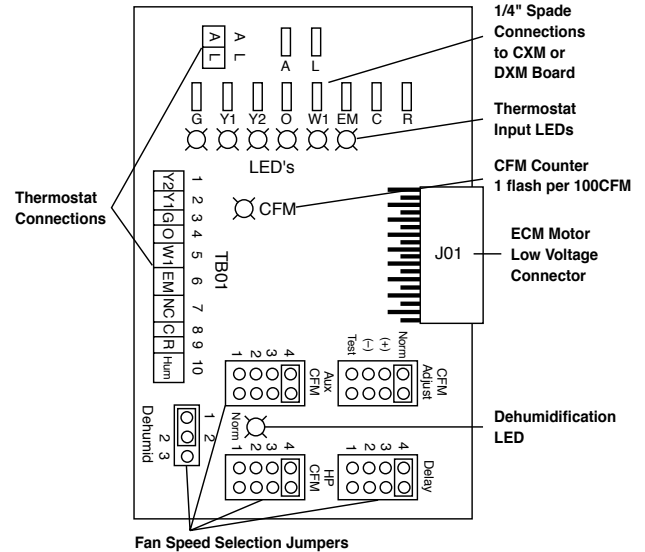 1/4" Spade
Connections
to CXM or
DXM Board
A A
L L
A L
G Y1 Y2 O W1 EM C R
Thermostat
Input LEDs
LED's
CFM Counter
1 flash per 100CFM
CFM
Thermostat
Connections
Y2 1
Y1 2
G 3
O 4
W1 5
EM 6
NC 7
C 8
R 9
Hum 10
TB01
J01
ECM Motor
Low Voltage
Connector
1 2 3 4
Aux
CFM
Test (–) (+) Norm
CFM
Adjust
Dehumid
1
2 2
3
Norm
Dehumidification
LED
1 2 3 4
HP
CFM
1 2 3 4
Delay
Fan Speed Selection Jumpers